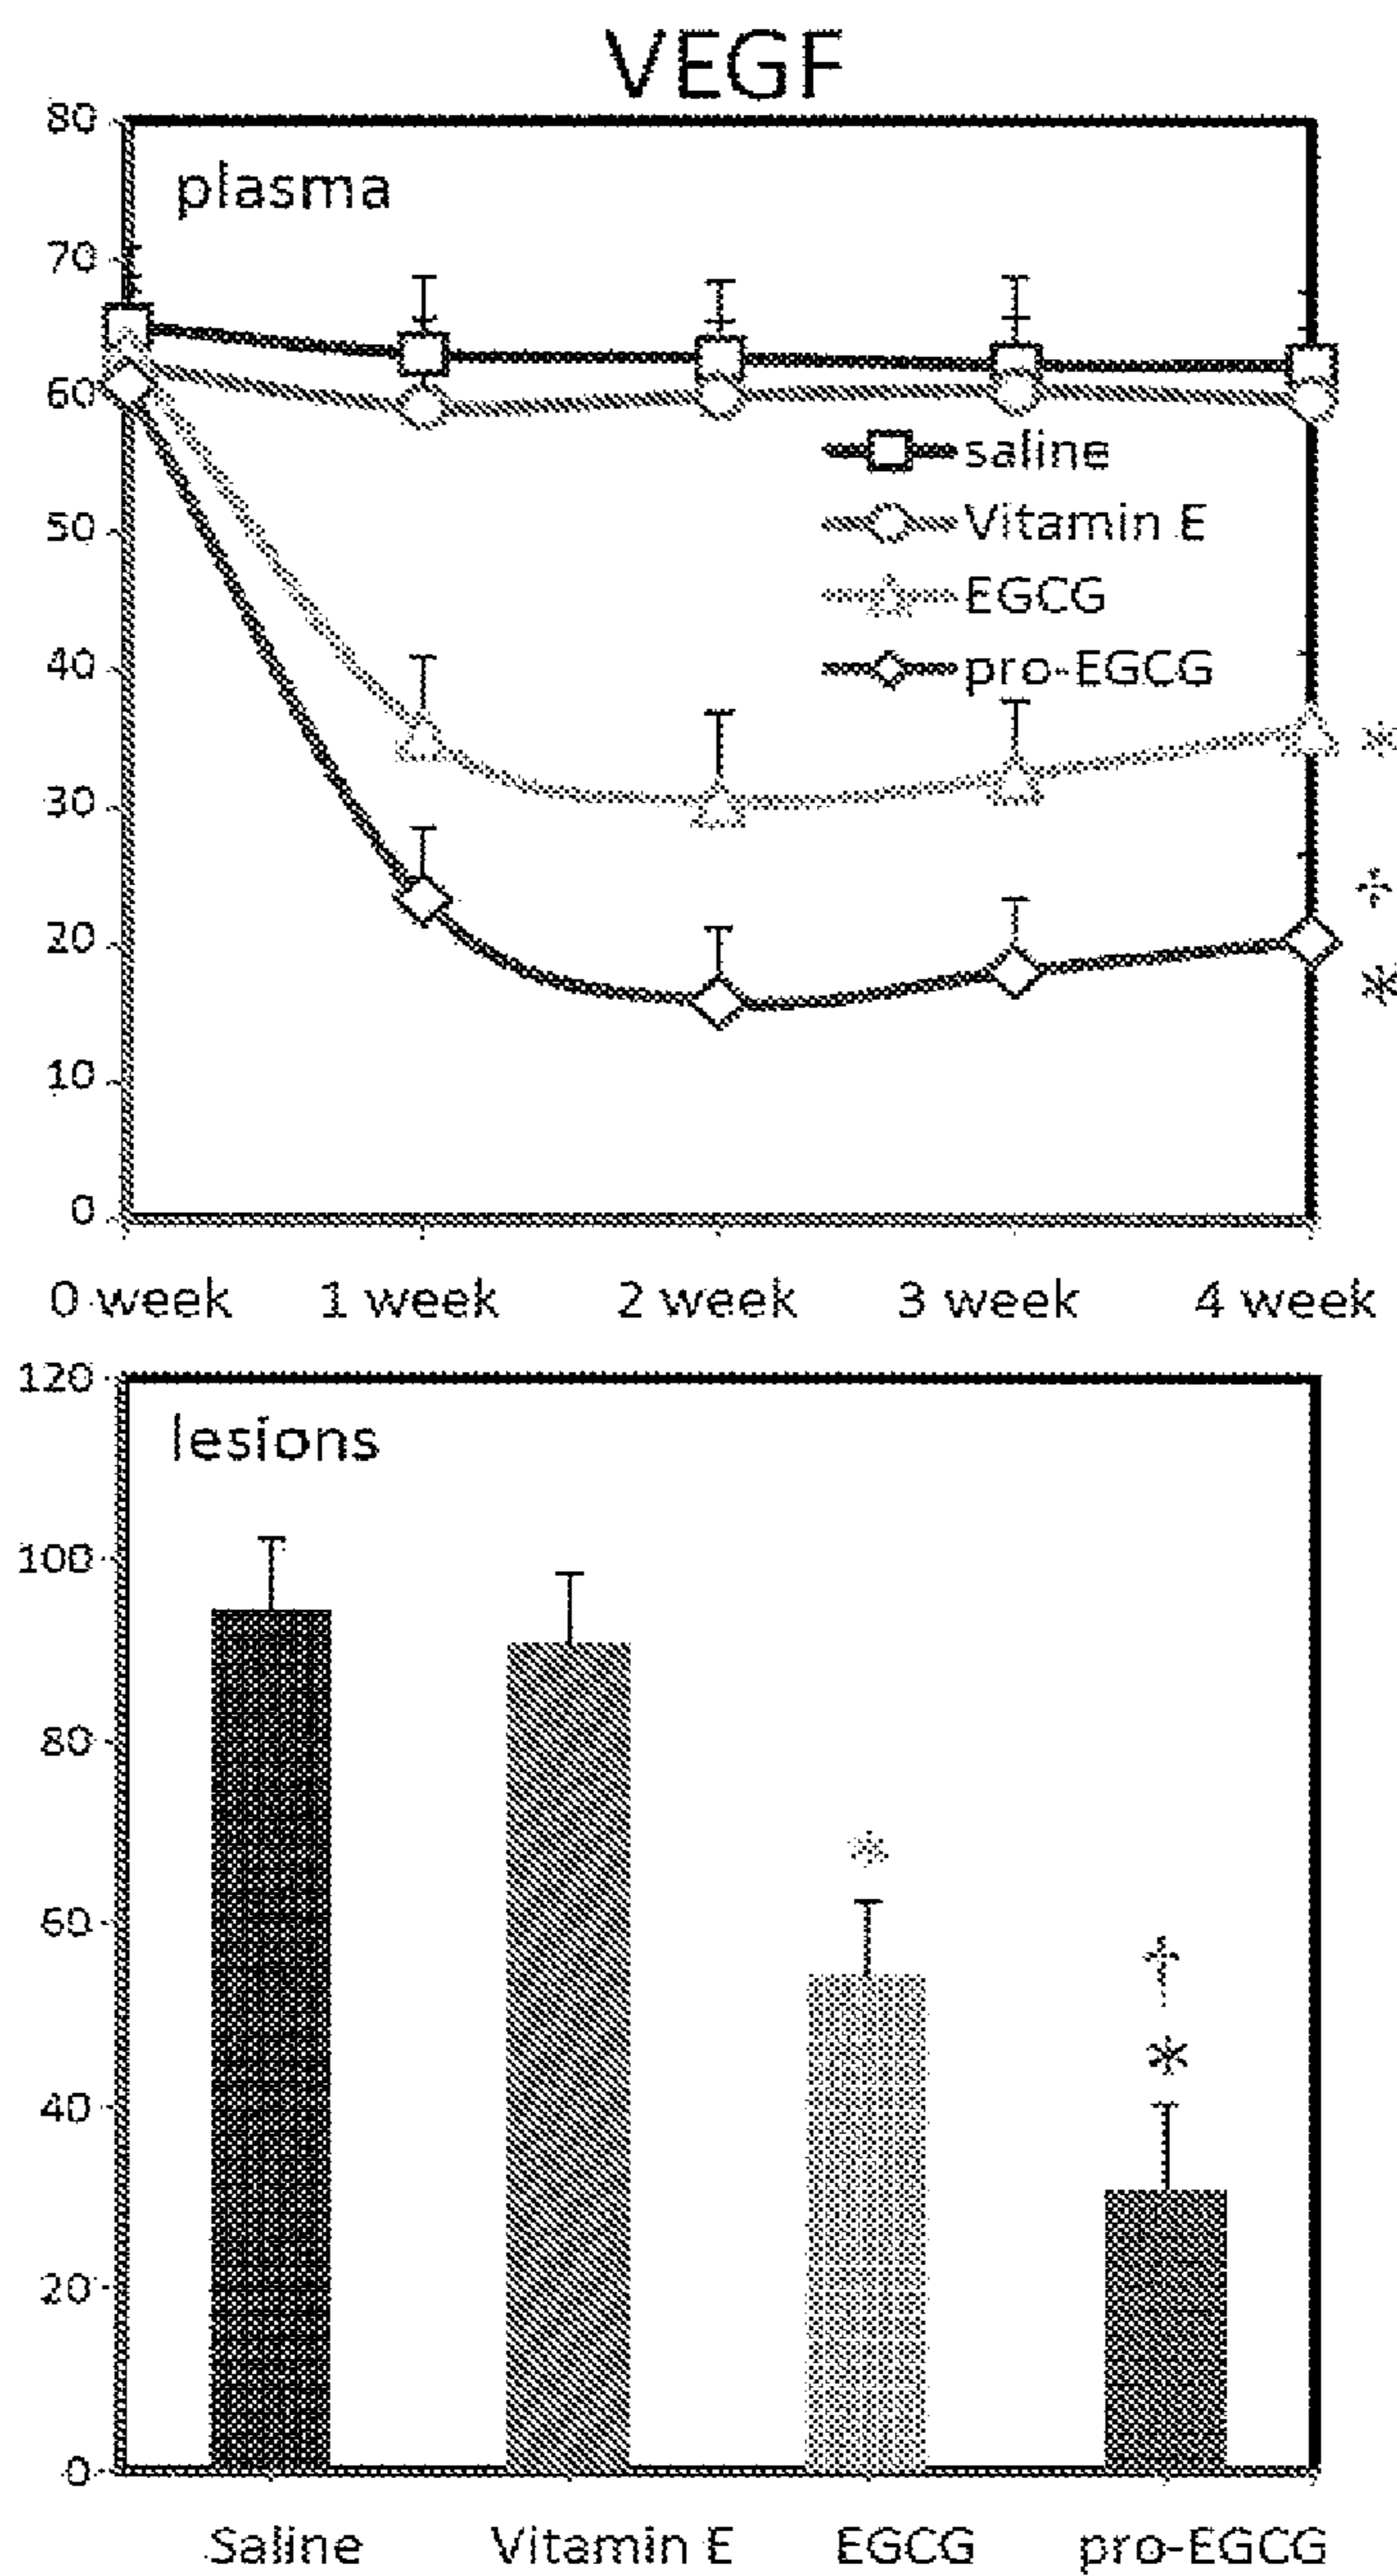 VEGF
80
plasma
70
60
50
saline
Vitamin E
EGCG
40
pro-EGCG
*
30
†
20
*
10
0
0 week 1 week 2 week 3 week 4 week
120
lesions
100
80
*
60
†
*
40
20
0
Saline Vitamin E EGCG pro-EGCG